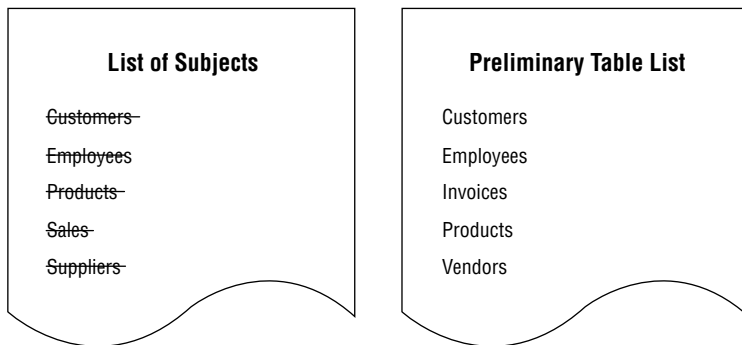 List of Subjects
Customers
Employees
Products
Sales
Suppliers
Preliminary Table List
Customers
Employees
Invoices
Products
Vendors